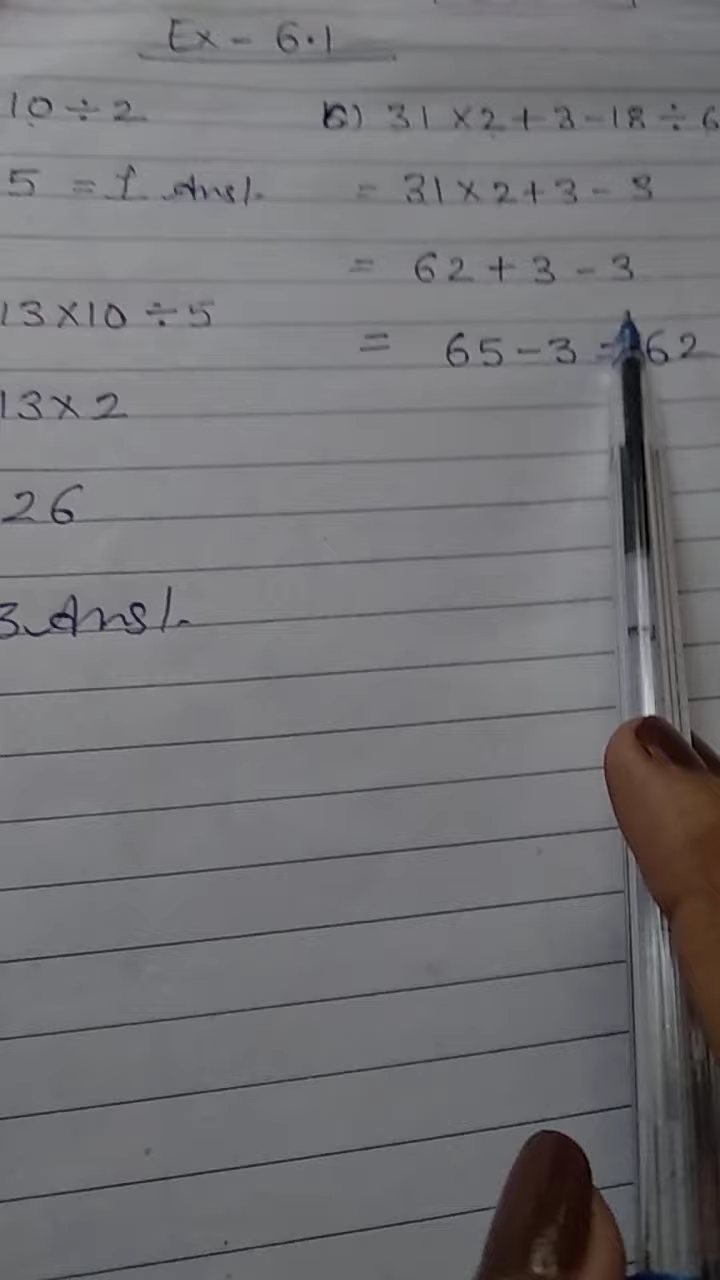 Ex - 6.1
10 ÷ 2
5 = 1 Ans/.
13 × 10 ÷ 5
13 × 2
26
3 Ans/.
c) 31 × 2 + 3 - 18 ÷ 6
= 31 × 2 + 3 - 3
= 62 + 3 - 3
= 65 - 3 = 62